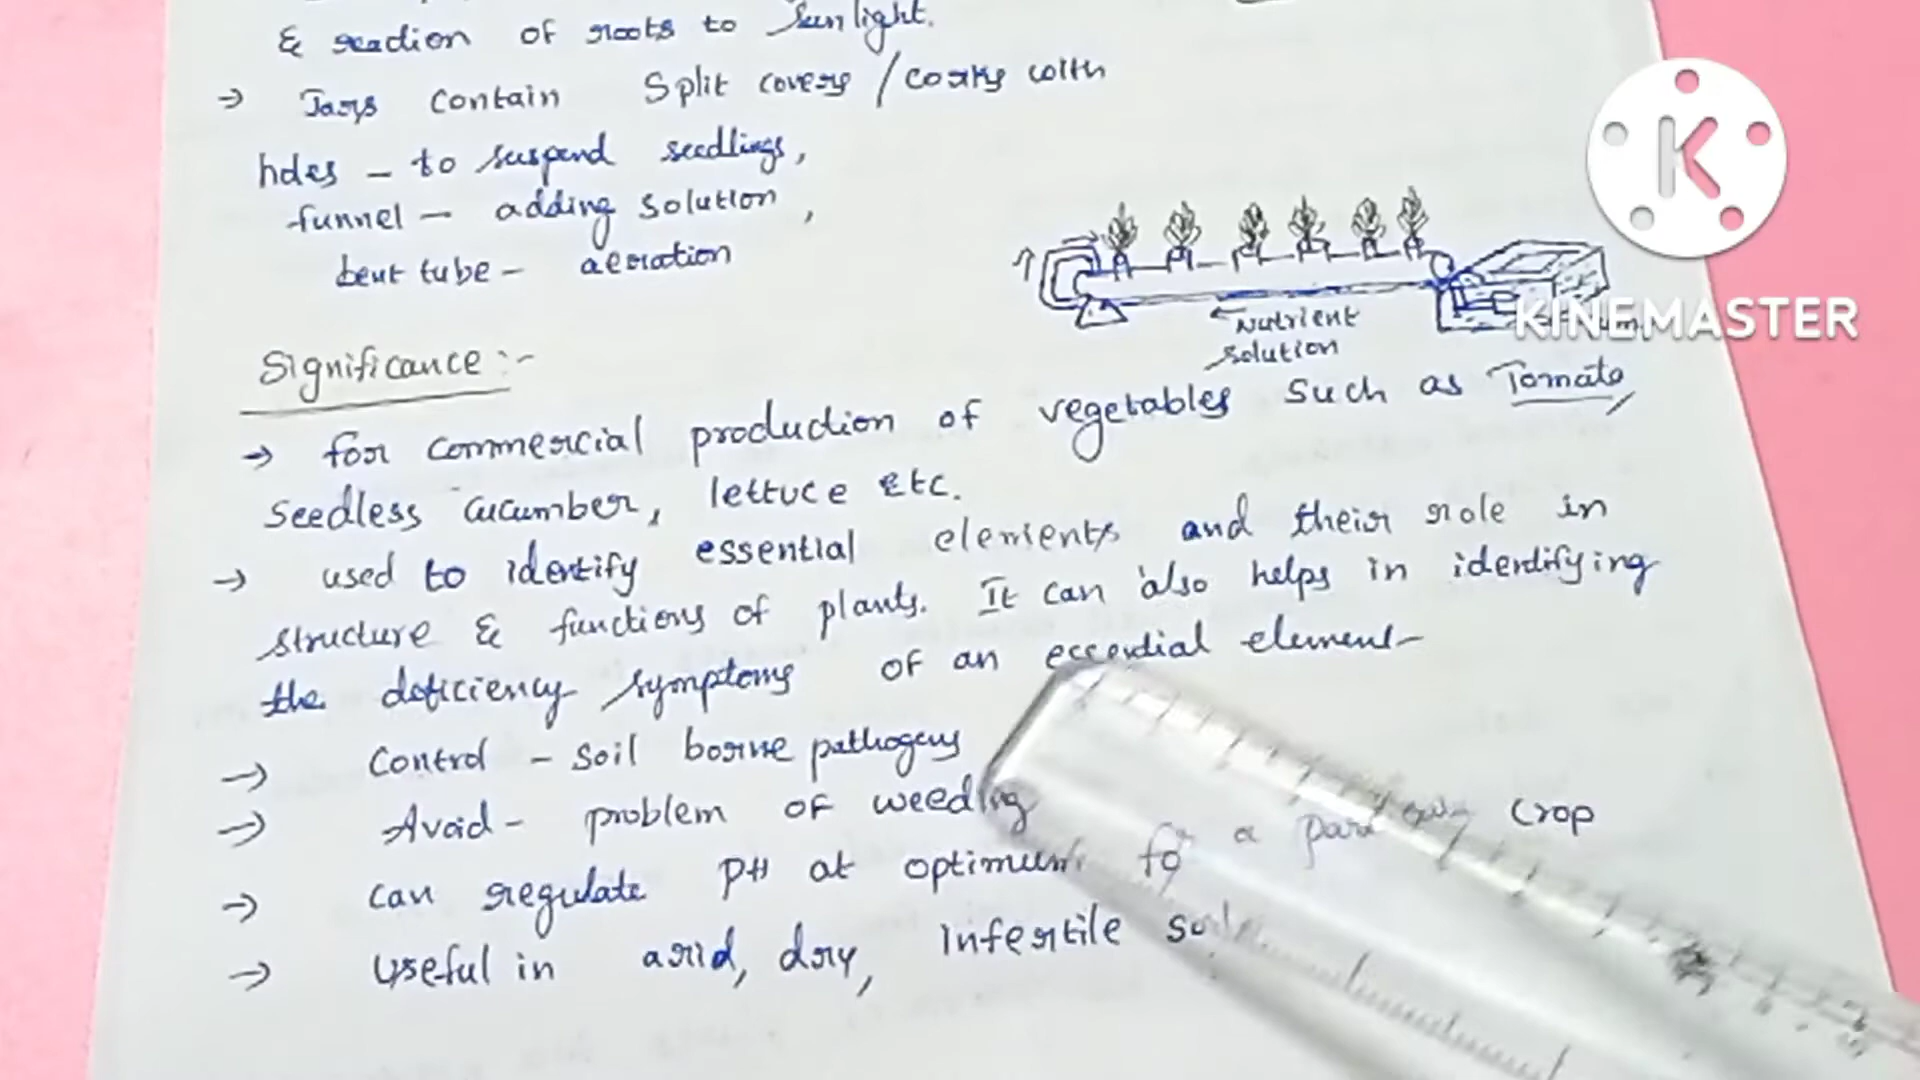 & reaction of roots to Sunlight.
→ Jars contain Split covers / corks with
holes - to suspend seedlings,
funnel - adding solution,
bent tube - aeration
Nutrient
solution
KINEMASTER
Significance :-
→ for commercial production of vegetables such as Tomato,
seedless cucumber, lettuce etc.
→ used to identify essential elements and their role in
structure & functions of plants. It can also helps in identifying
the deficiency symptoms of an essential element
→ Control - soil borne pathogens
→ Avoid - problem of weeding
→ can regulate PH at optimum for a crop
→ Useful in arid, dry, infertile